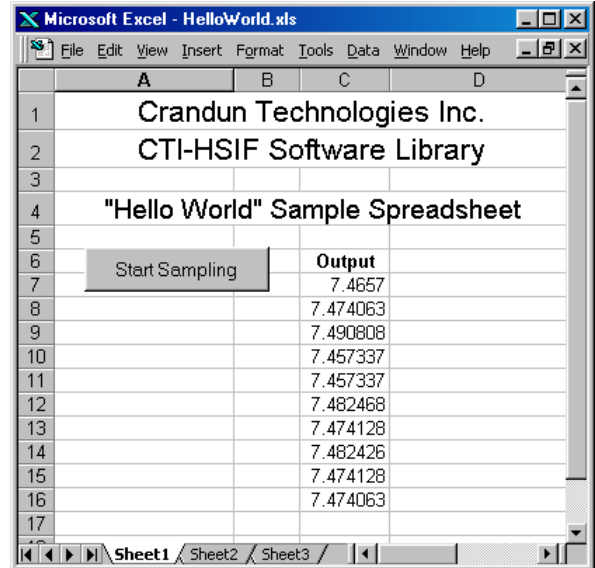 Microsoft Excel - HelloWorld.xls
File Edit View Insert Format Tools Data Window Help
A B C D
1 Crandun Technologies Inc.
2 CTI-HSIF Software Library
3
4 "Hello World" Sample Spreadsheet
5
6 Start Sampling Output
7 7.4657
8 7.474063
9 7.490808
10 7.457337
11 7.457337
12 7.482468
13 7.474128
14 7.482426
15 7.474128
16 7.474063
17
Sheet1 Sheet2 Sheet3